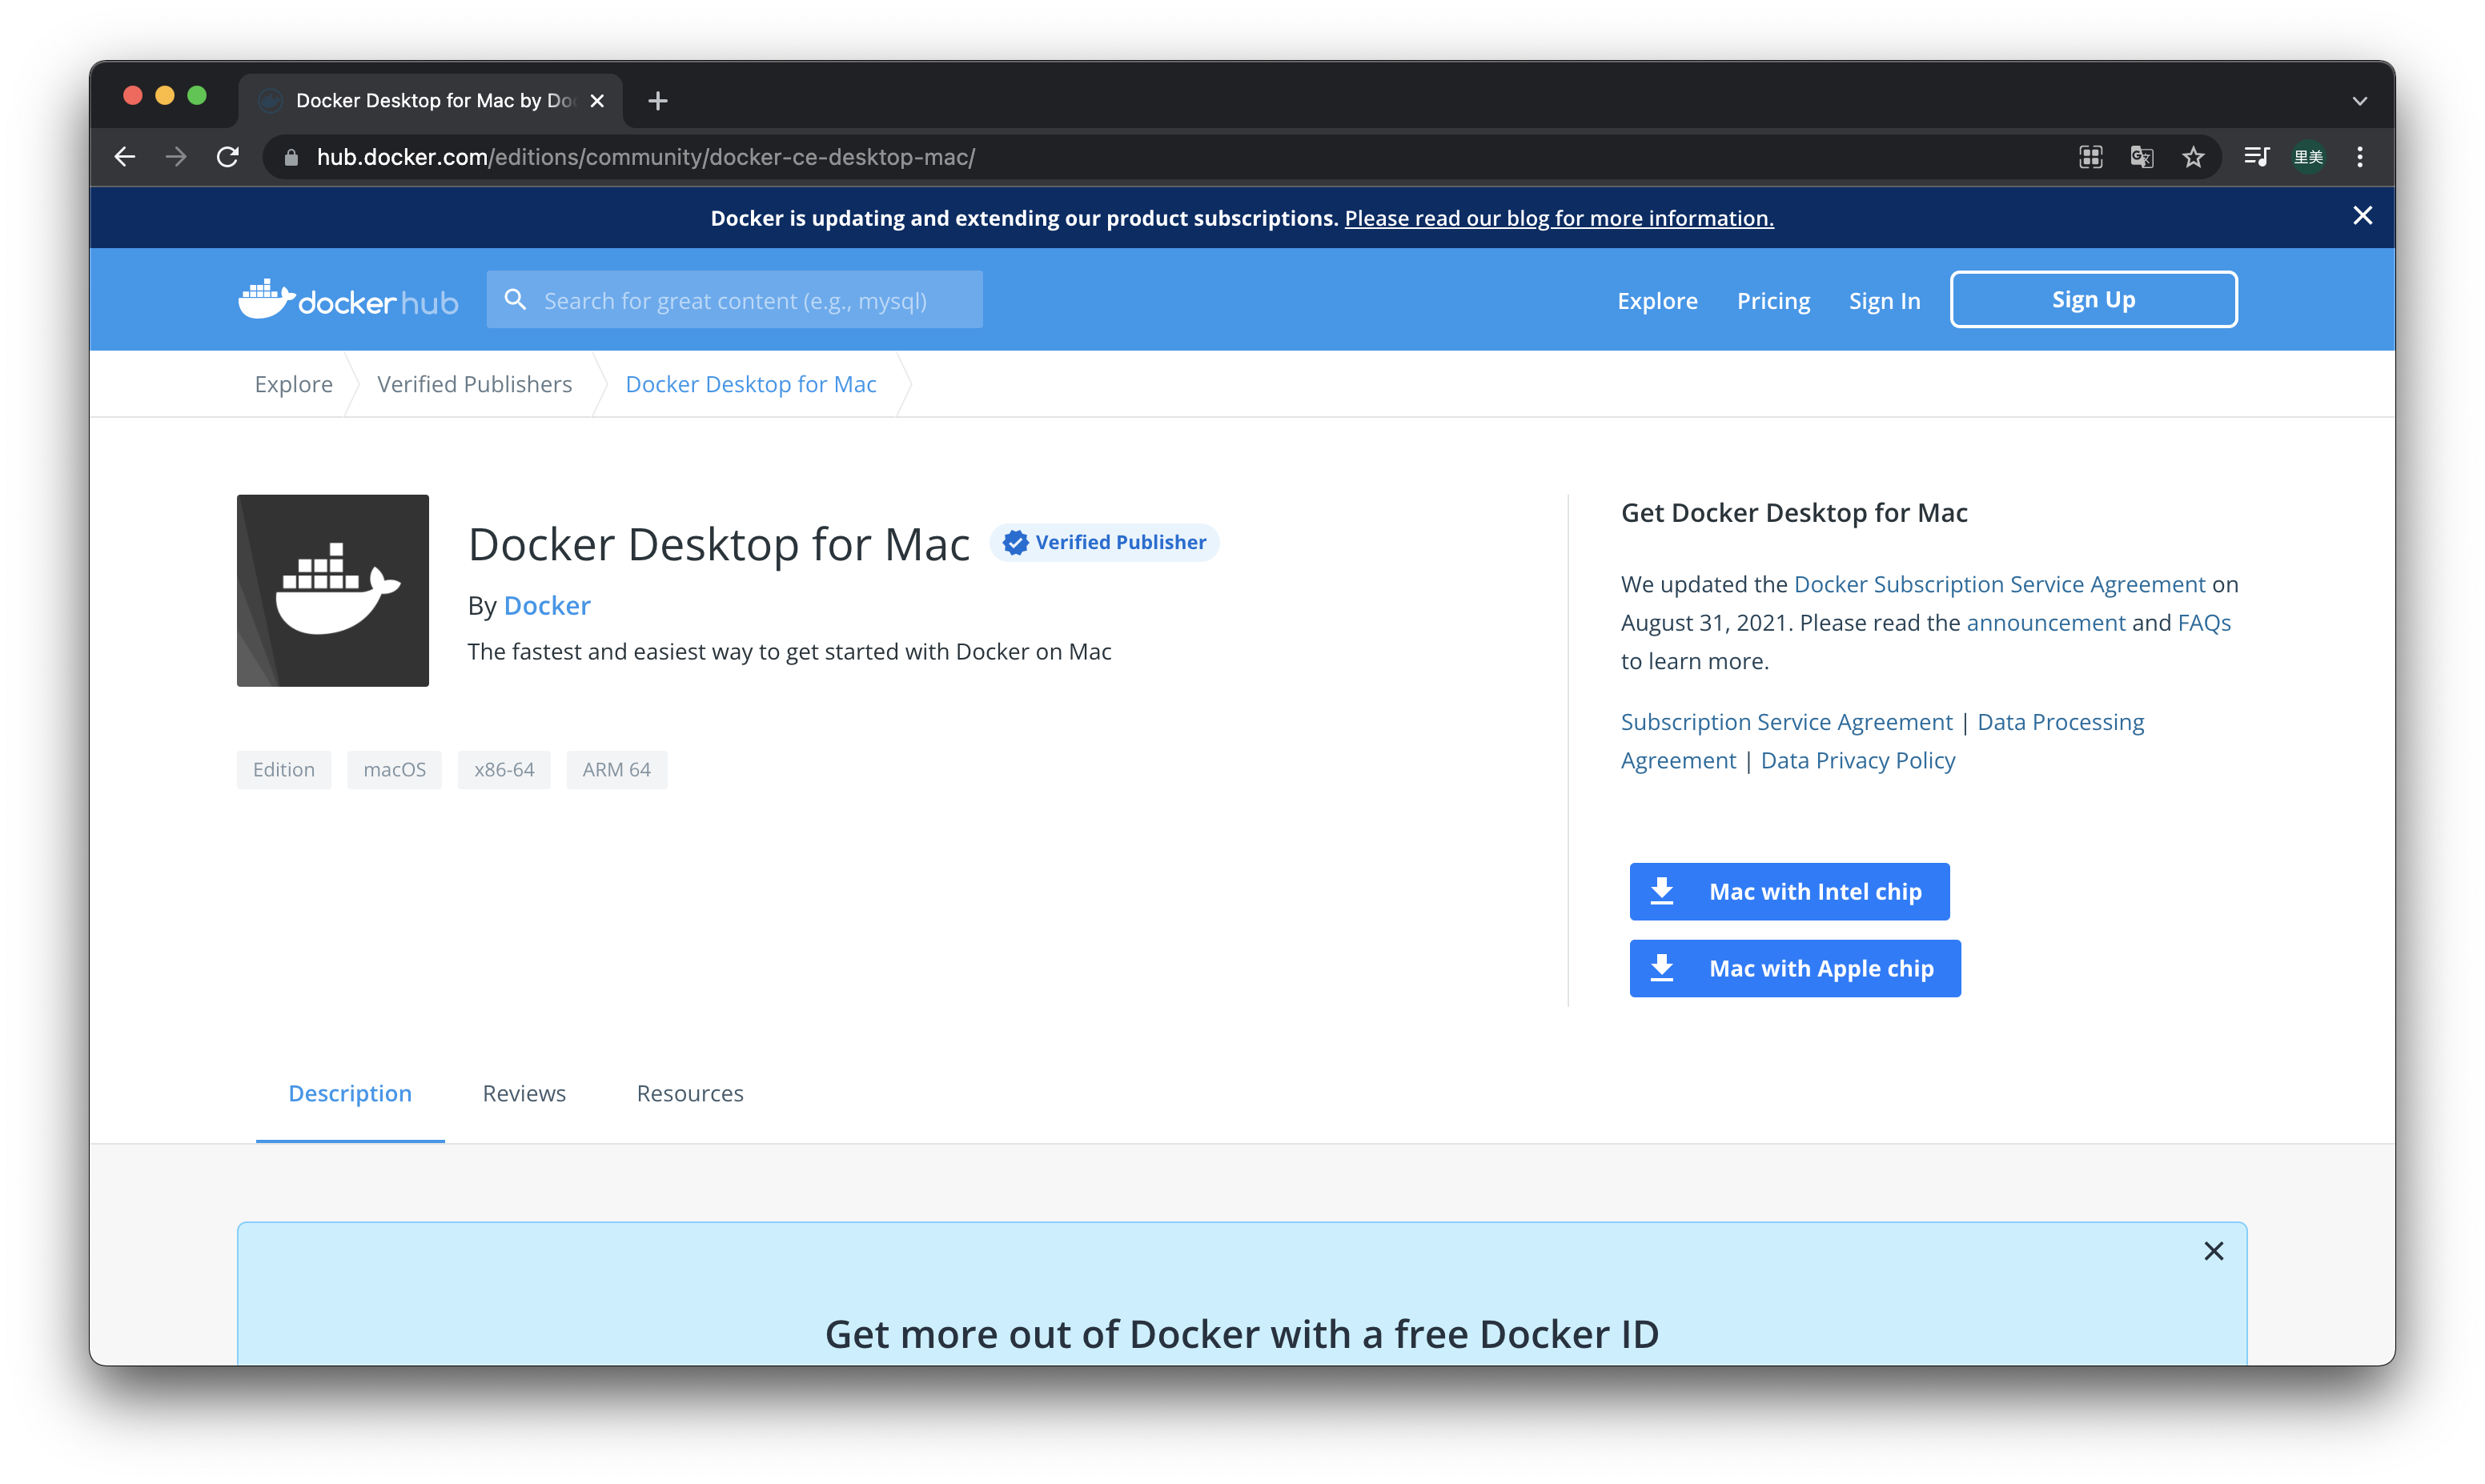 Docker Desktop for Mac by Doc
hub.docker.com/editions/community/docker-ce-desktop-mac/
里美
Docker is updating and extending our product subscriptions. Please read our blog for more information.
docker hub
Search for great content (e.g., mysql)
Explore
Pricing
Sign In
Sign Up
Explore
Verified Publishers
Docker Desktop for Mac
Docker Desktop for Mac
Verified Publisher
By Docker
The fastest and easiest way to get started with Docker on Mac
Edition
macOS
x86-64
ARM 64
Get Docker Desktop for Mac
We updated the Docker Subscription Service Agreement on
August 31, 2021. Please read the announcement and FAQs
to learn more.
Subscription Service Agreement | Data Processing
Agreement | Data Privacy Policy
Mac with Intel chip
Mac with Apple chip
Description
Reviews
Resources
Get more out of Docker with a free Docker ID